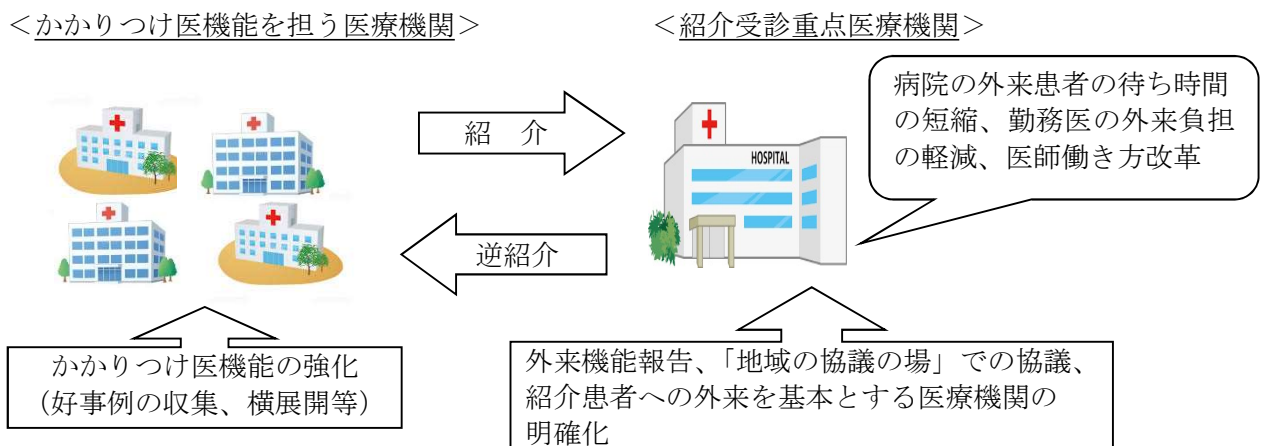 ＜かかりつけ医機能を担う医療機関＞
＜紹介受診重点医療機関＞
病院の外来患者の待ち時間
の短縮、勤務医の外来負担
の軽減、医師働き方改革
紹　介
HOSPITAL
逆紹介
かかりつけ医機能の強化
（好事例の収集、横展開等）
外来機能報告、「地域の協議の場」での協議、
紹介患者への外来を基本とする医療機関の
明確化